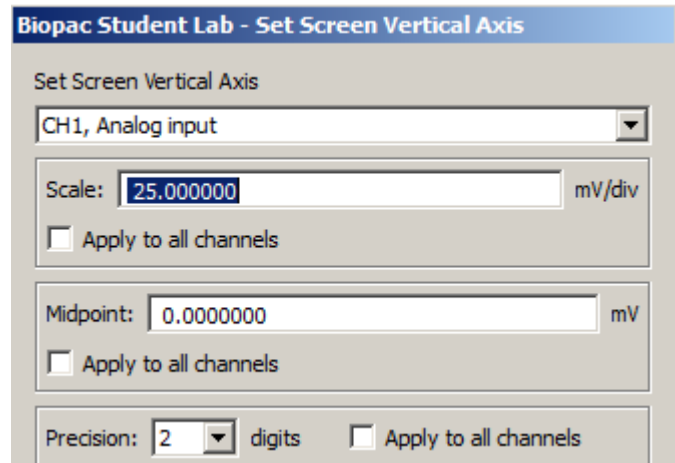 Biopac Student Lab - Set Screen Vertical Axis
Set Screen Vertical Axis
CH1, Analog input
Scale: 25.000000 mV/div
Apply to all channels
Midpoint: 0.0000000 mV
Apply to all channels
Precision: 2 digits Apply to all channels